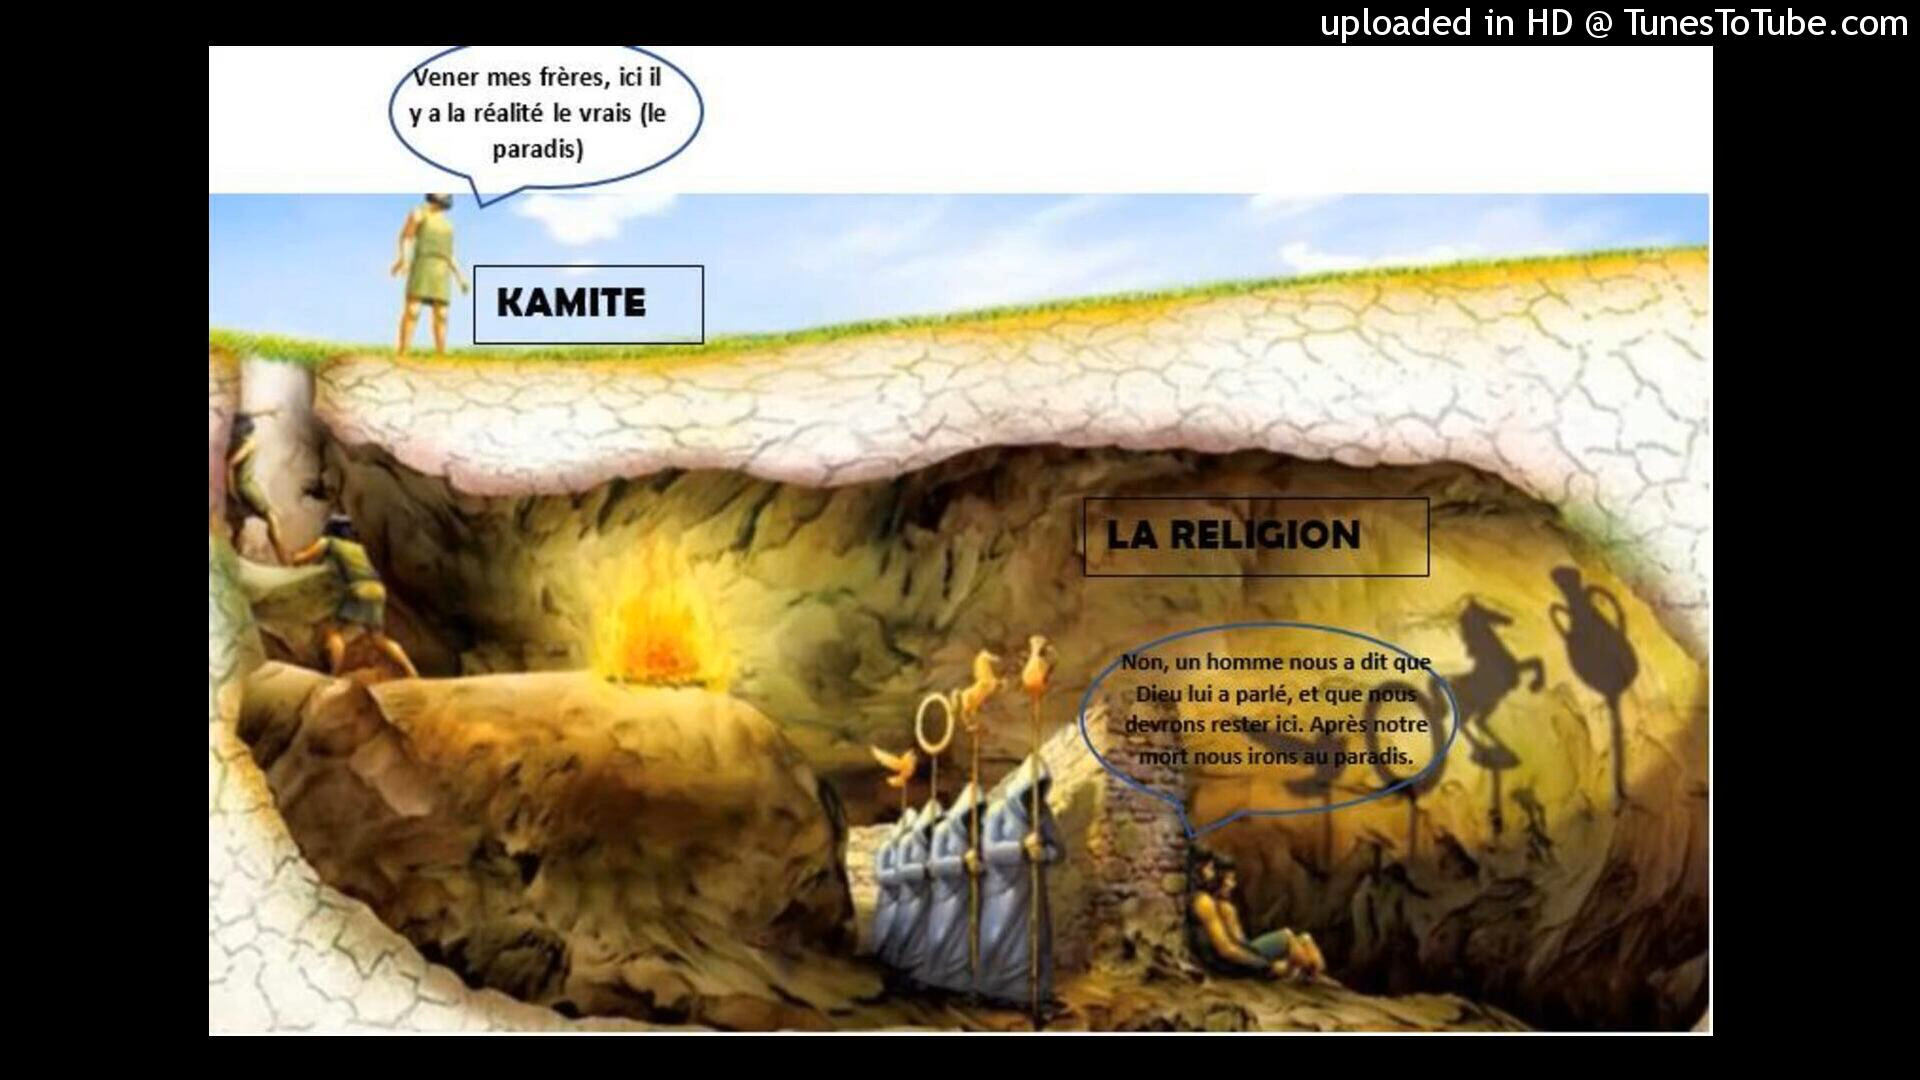 uploaded in HD @ TunesToTube.com
Vener mes frères, ici il
y a la réalité le vrais (le
paradis)
KAMITE
LA RELIGION
Non, un homme nous a dit que
Dieu lui a parlé, et que nous
devrons rester ici. Après notre
mort nous irons au paradis.